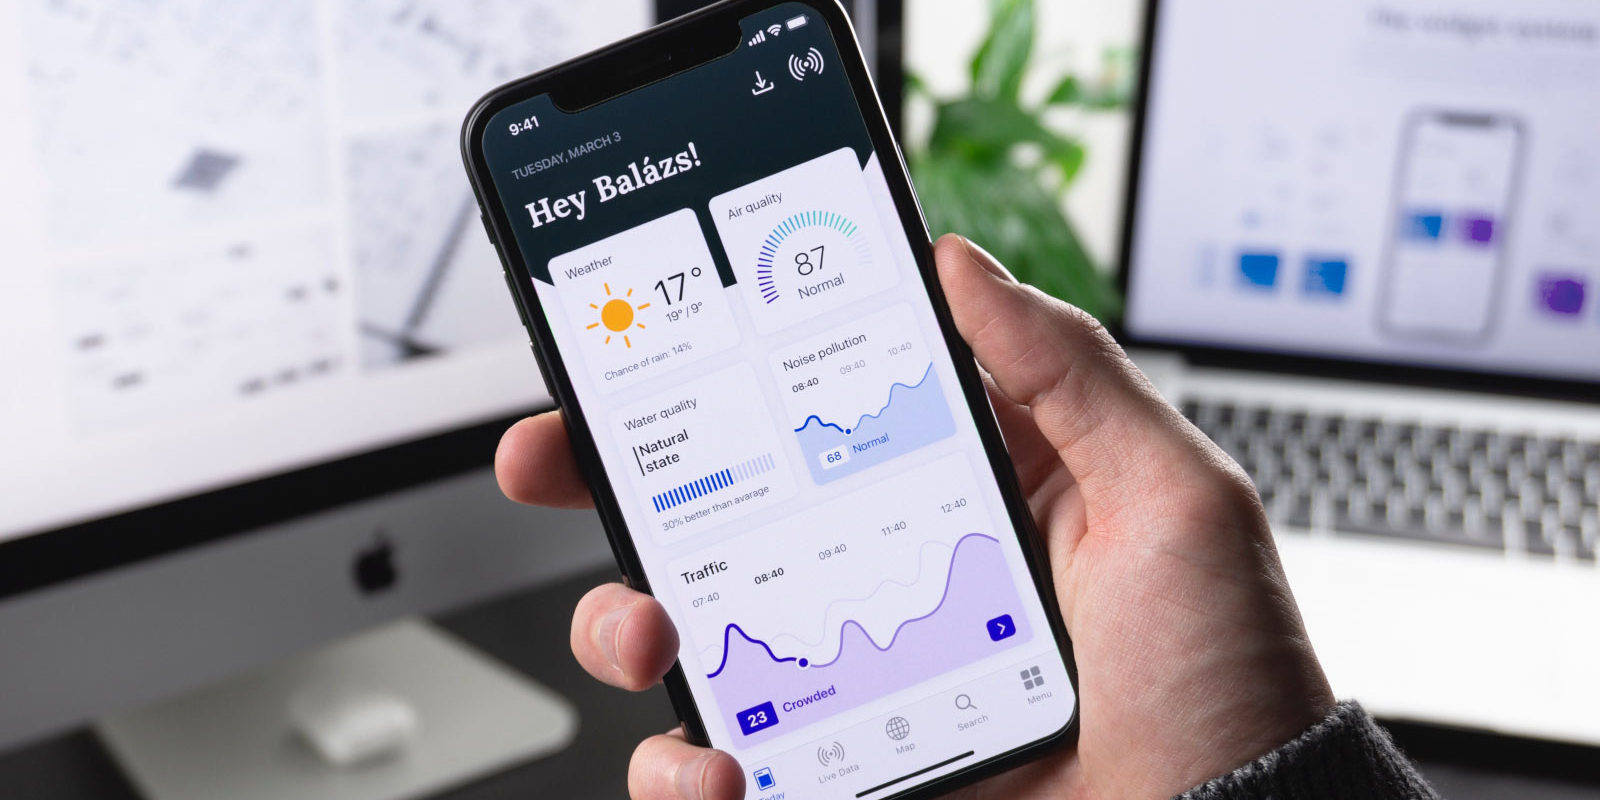 9:41
TUESDAY, MARCH 3
Hey Balázs!
Weather
17°
19° / 9°
Chance of rain: 14%
Air quality
87
Normal
Water quality
Natural
state
30% better than avarage
Noise pollution
08:40 09:40 10:40
68 Normal
Traffic
07:40 08:40 09:40 11:40 12:40
23 Crowded
Today Live Data Map Search Menu